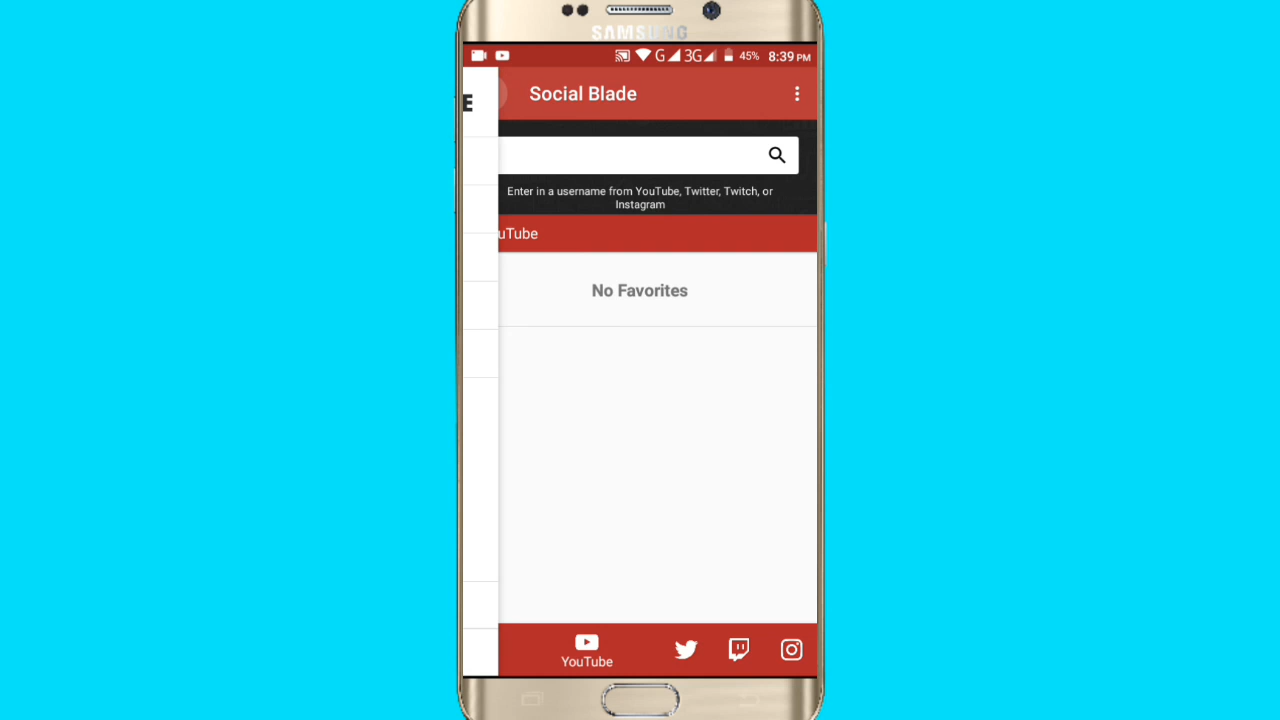 SAMSUNG
G 3G 45% 8:39 PM
E
Social Blade
Enter in a username from YouTube, Twitter, Twitch, or
Instagram
uTube
No Favorites
YouTube